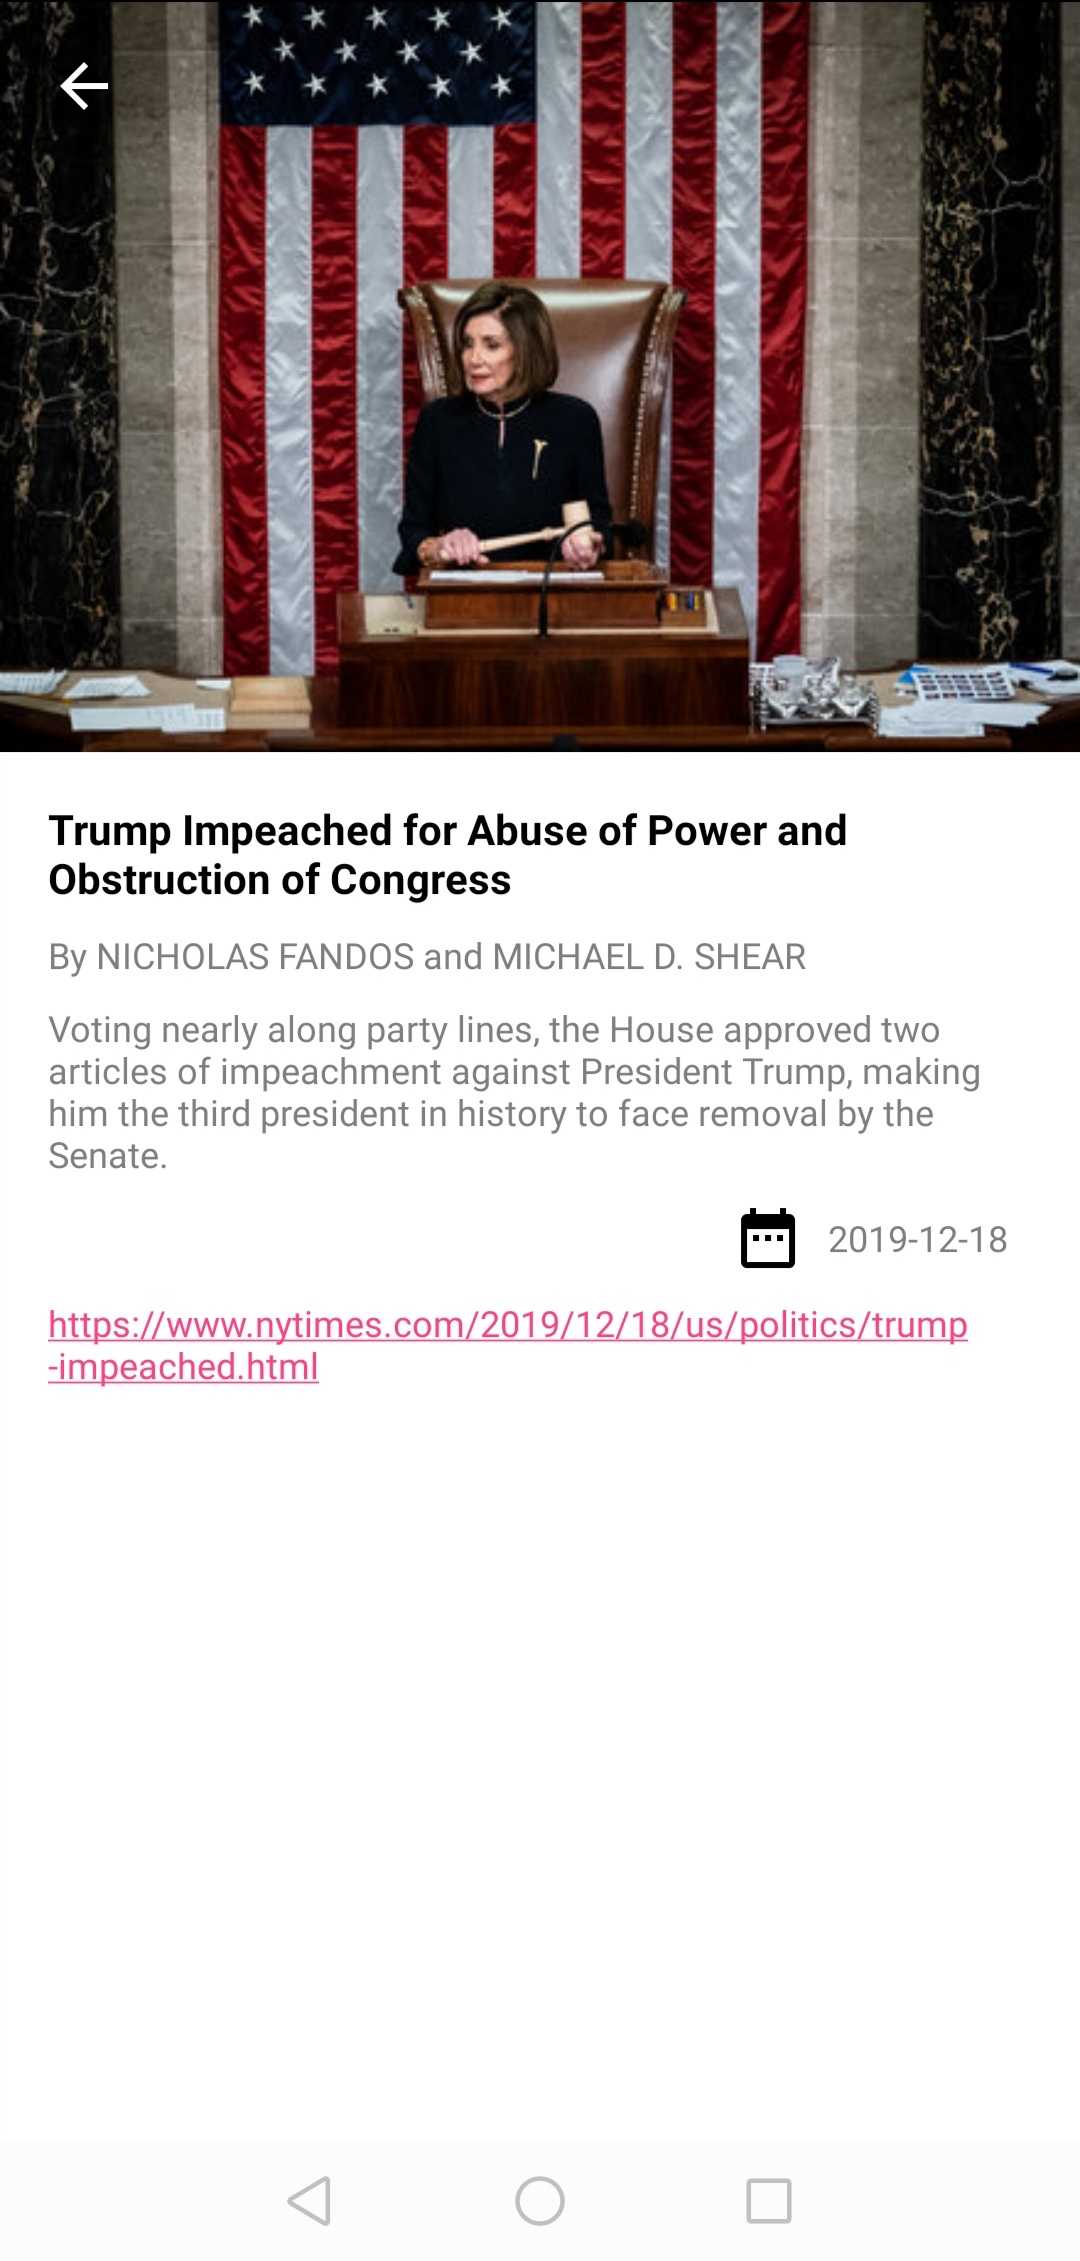 Trump Impeached for Abuse of Power and
Obstruction of Congress
By NICHOLAS FANDOS and MICHAEL D. SHEAR
Voting nearly along party lines, the House approved two
articles of impeachment against President Trump, making
him the third president in history to face removal by the
Senate.
2019-12-18
https://www.nytimes.com/2019/12/18/us/politics/trump
-impeached.html